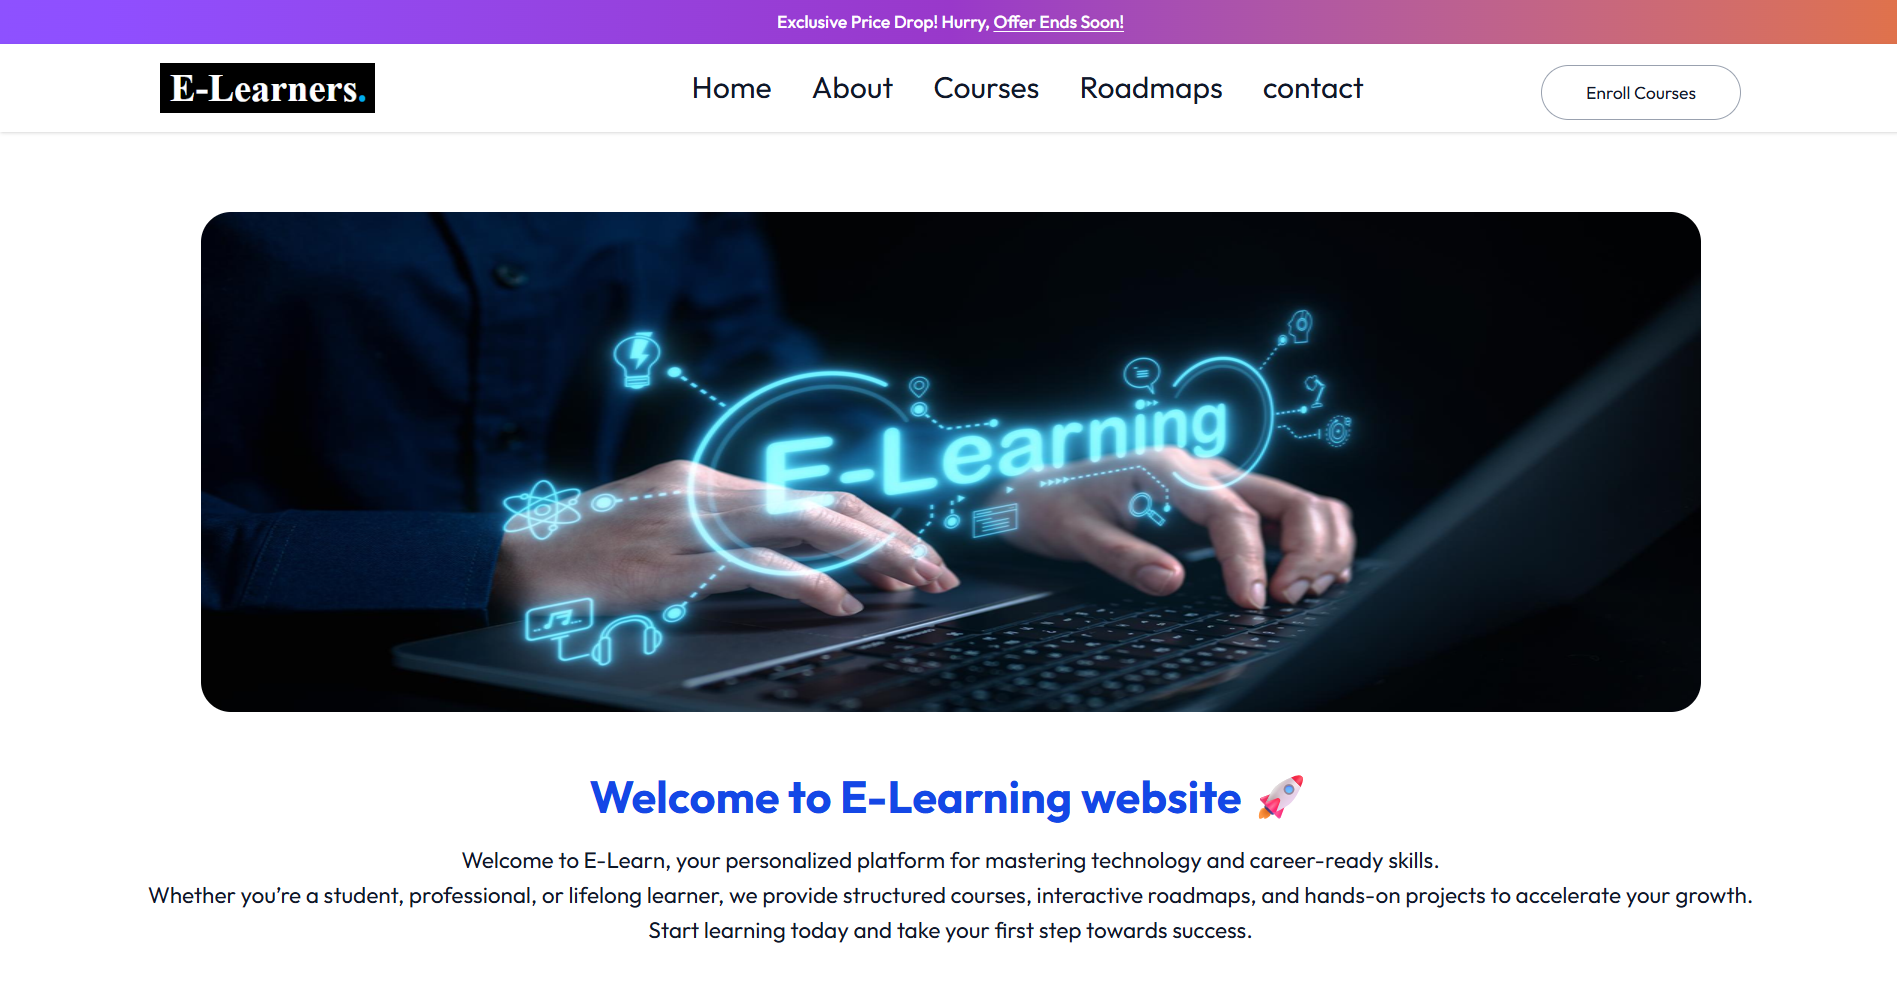 Exclusive Price Drop! Hurry, Offer Ends Soon!
E-Learners.
Home About Courses Roadmaps contact
Enroll Courses
E-Learning
Welcome to E-Learning website 🚀
Welcome to E-Learn, your personalized platform for mastering technology and career-ready skills.
Whether you’re a student, professional, or lifelong learner, we provide structured courses, interactive roadmaps, and hands-on projects to accelerate your growth.
Start learning today and take your first step towards success.